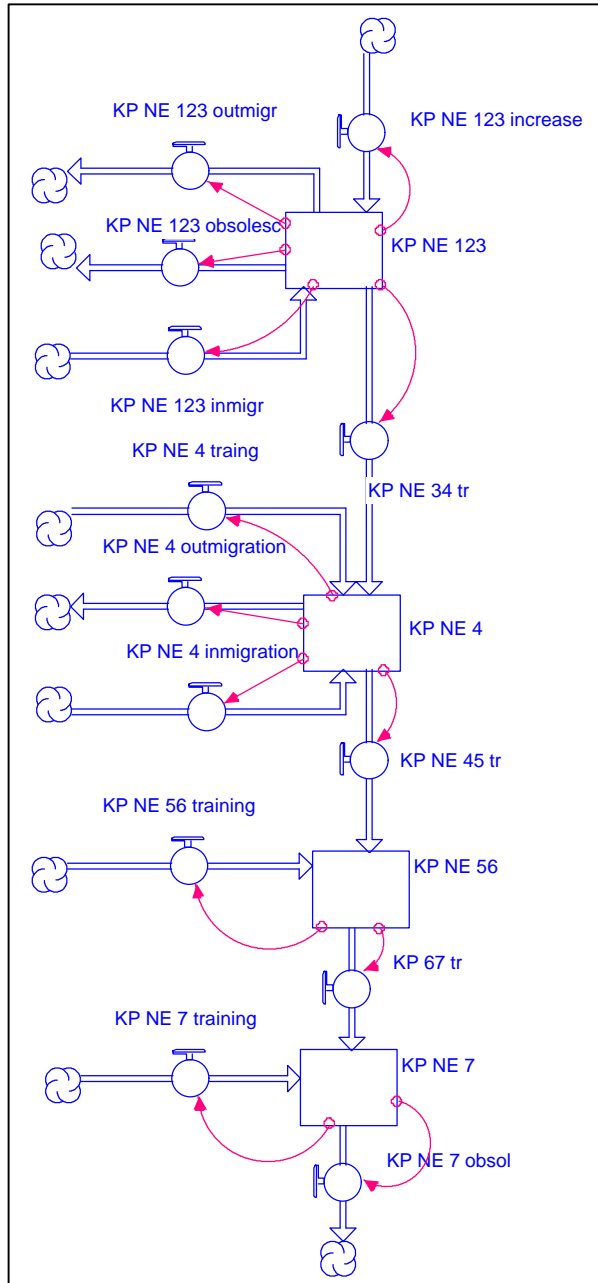 KP NE 123 outmigr
KP NE 123 increase
KP NE 123 obsolesc
KP NE 123
KP NE 123 inmigr
KP NE 4 traing
KP NE 34 tr
KP NE 4 outmigration
KP NE 4
KP NE 4 inmigration
KP NE 45 tr
KP NE 56 training
KP NE 56
KP 67 tr
KP NE 7 training
KP NE 7
KP NE 7 obsol